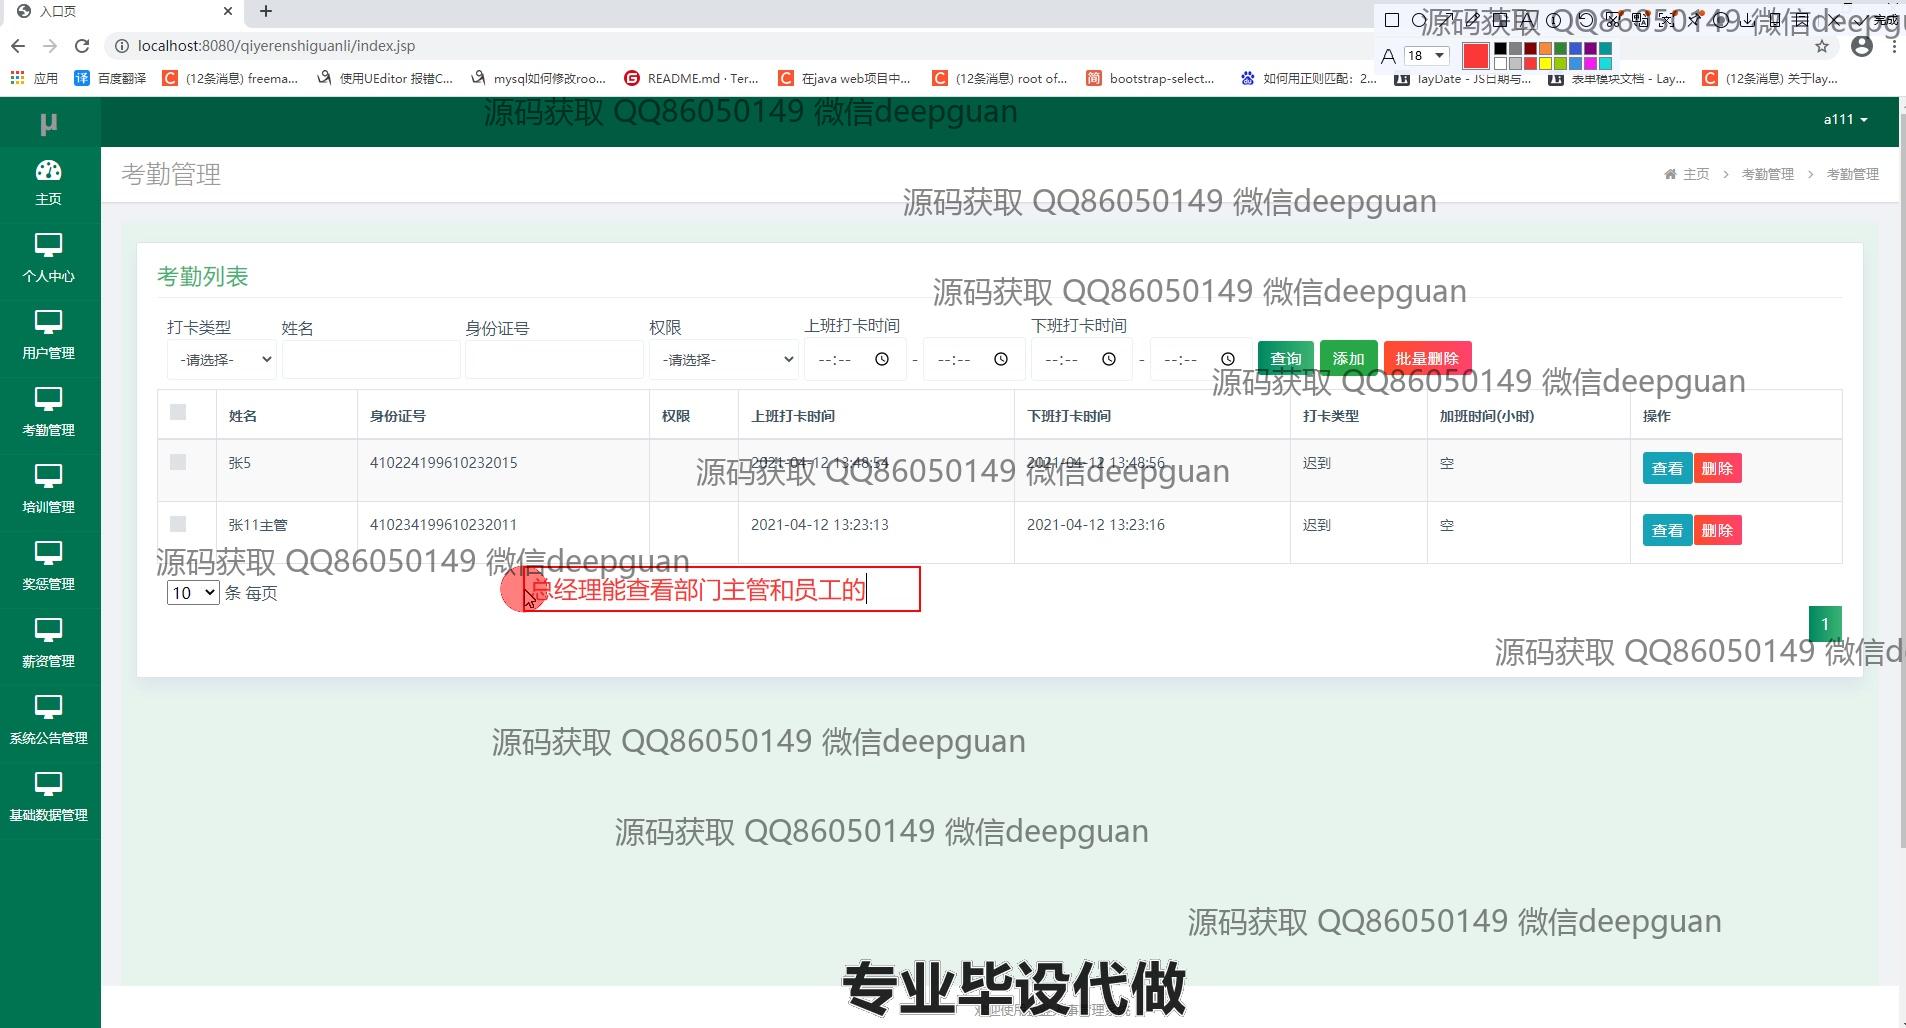 入口页
localhost:8080/qiyerenshiguanli/index.jsp
源码获取 QQ86050149 微信deepgu
完成
A 18
应用 百度翻译 (12条消息) freema... 使用UEditor 报错C... mysql如何修改roo... README.md · Ter... 在java web项目中... (12条消息) root of... bootstrap-select... 如何用正则匹配：2... layDate - JS日期与... 表单模块文档 - Lay... (12条消息) 关于lay...
源码获取 QQ86050149 微信deepguan
μ
a111
主页
个人中心
用户管理
考勤管理
培训管理
奖惩管理
薪资管理
系统公告管理
基础数据管理
考勤管理
主页 > 考勤管理 > 考勤管理
源码获取 QQ86050149 微信deepguan
考勤列表
源码获取 QQ86050149 微信deepguan
打卡类型 姓名 身份证号 权限 上班打卡时间 下班打卡时间
-请选择- -请选择- --:-- - --:-- --:-- - --:-- 查询 添加 批量删除
源码获取 QQ86050149 微信deepguan
姓名 身份证号 权限 上班打卡时间 下班打卡时间 打卡类型 加班时间(小时) 操作
张5 410224199610232015 2021-04-12 13:48:54 2021-04-12 13:48:56 迟到 空 查看 删除
源码获取 QQ86050149 微信deepguan
张11主管 410234199610232011 2021-04-12 13:23:13 2021-04-12 13:23:16 迟到 空 查看 删除
源码获取 QQ86050149 微信deepguan
10 条 每页
总经理能查看部门主管和员工的
1
源码获取 QQ86050149 微信d
源码获取 QQ86050149 微信deepguan
源码获取 QQ86050149 微信deepguan
源码获取 QQ86050149 微信deepguan
专业毕设代做